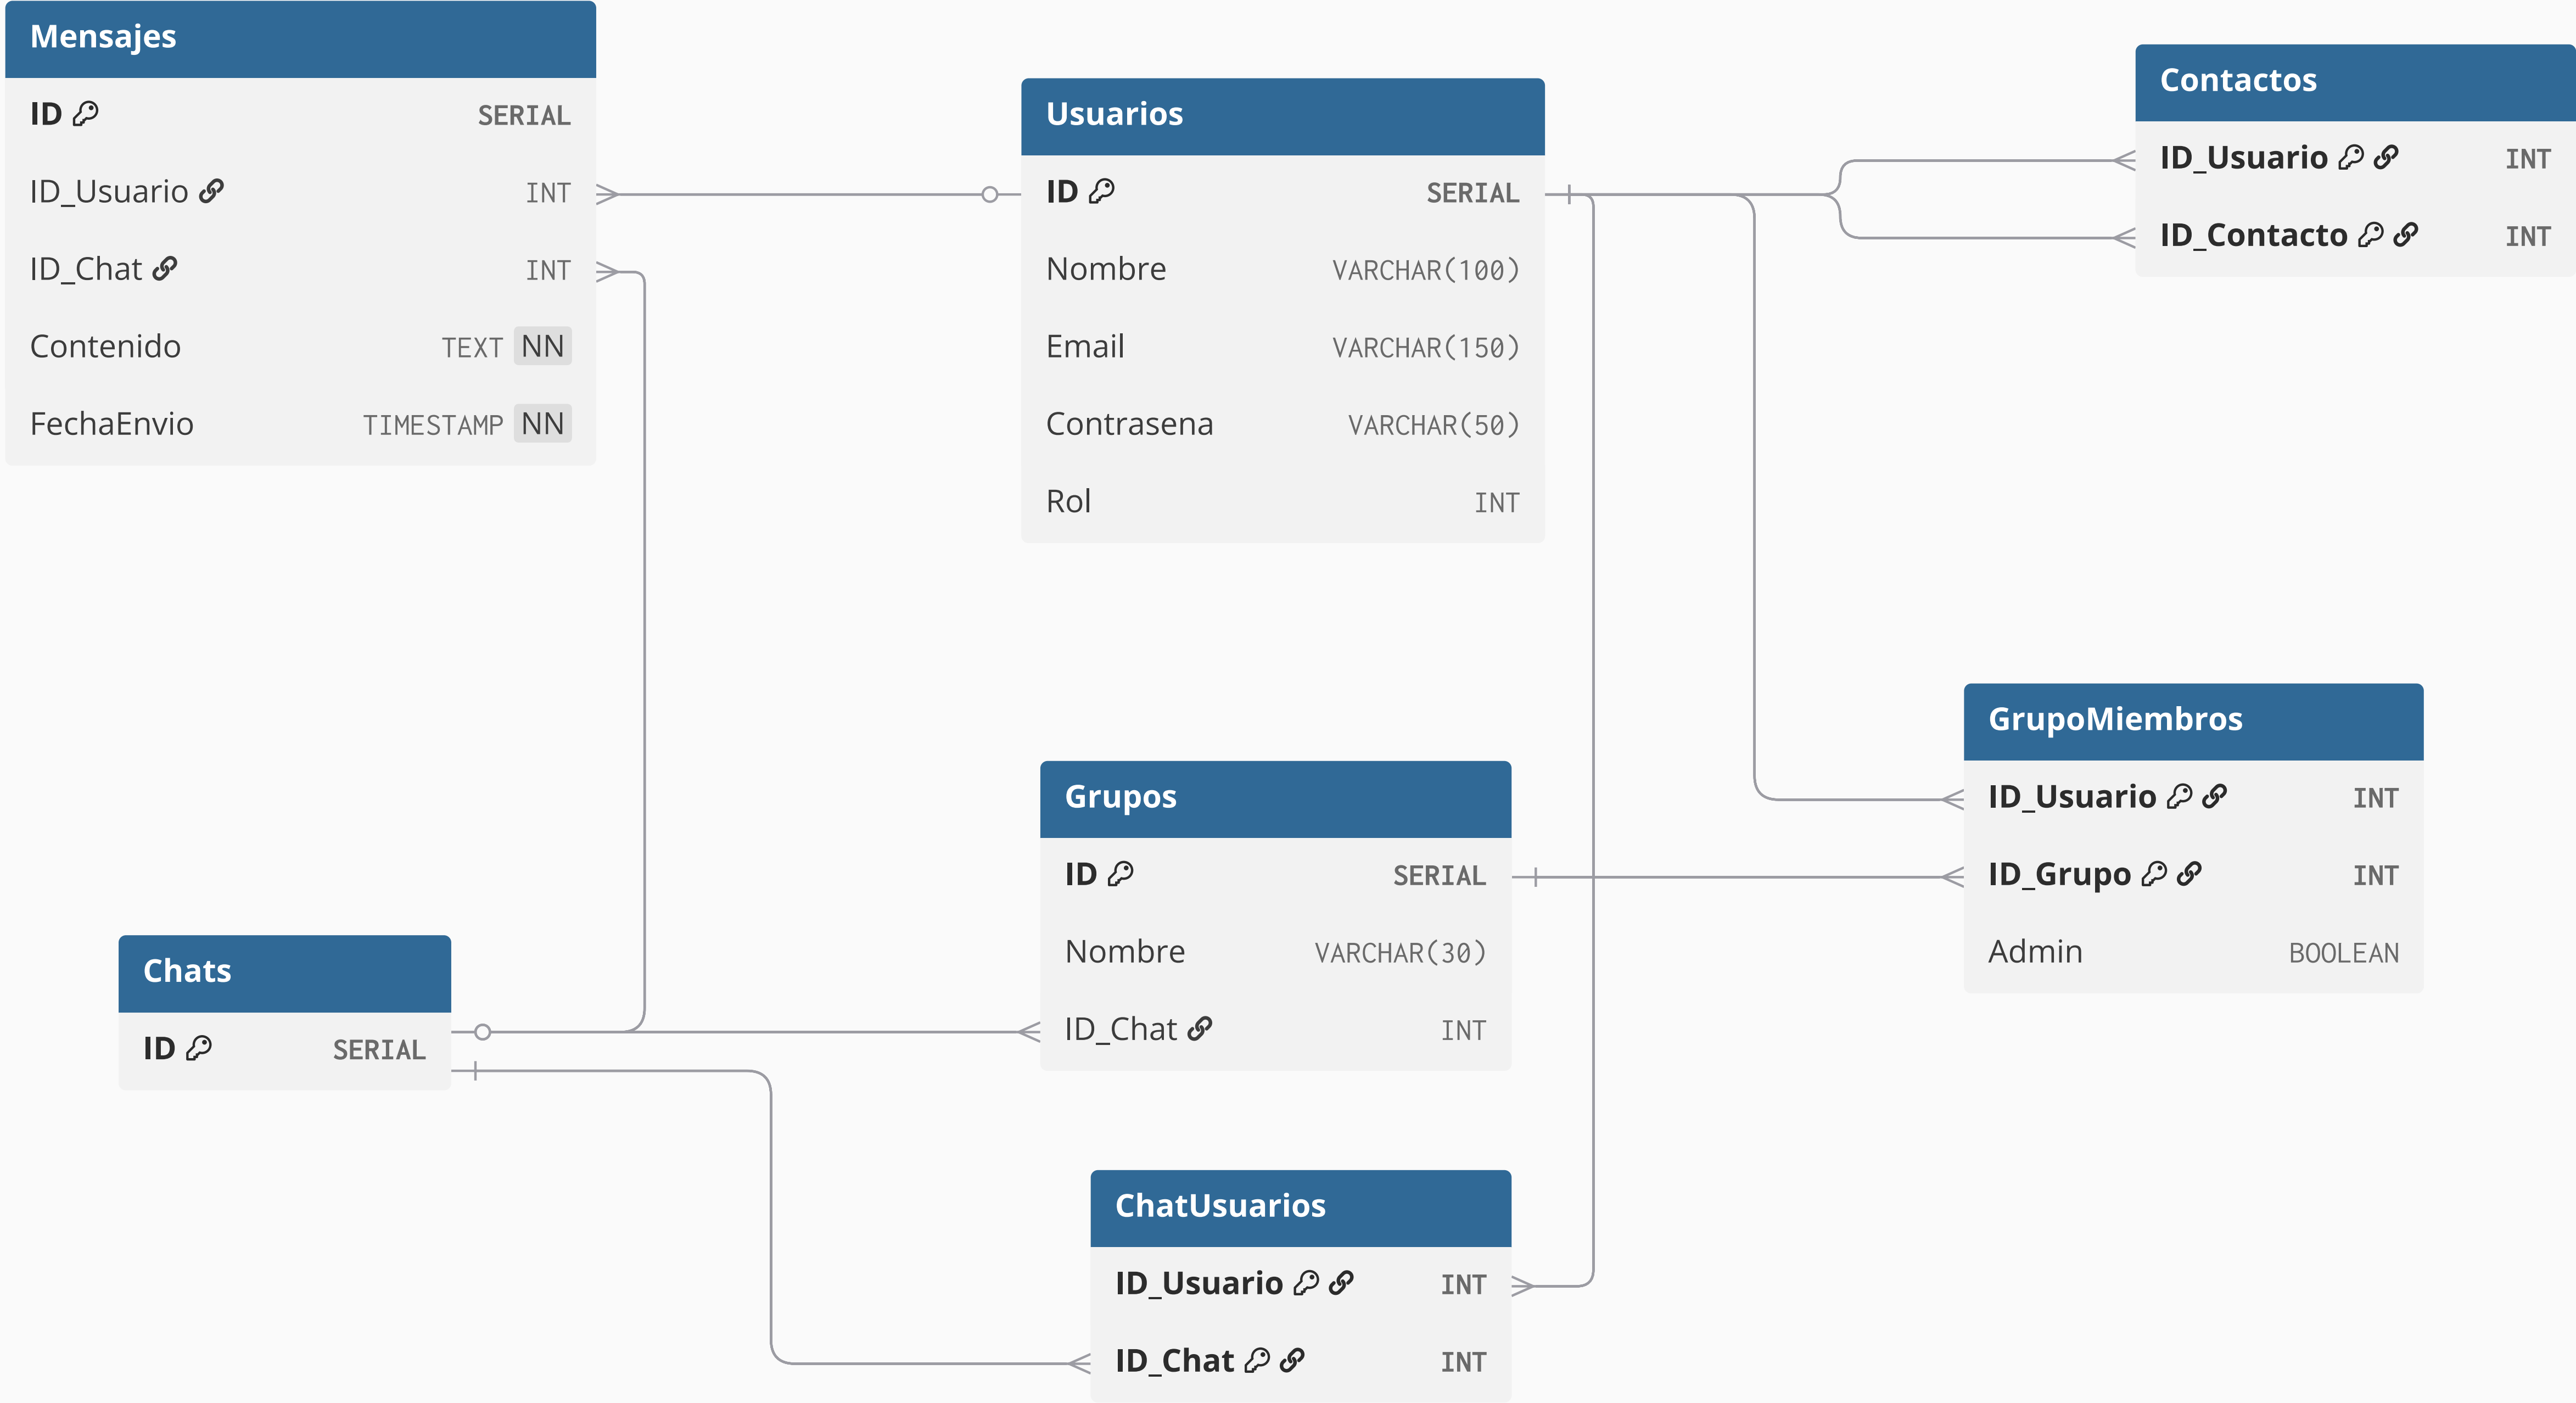 Mensajes
ID SERIAL
ID_Usuario INT
ID_Chat INT
Contenido TEXT NN
FechaEnvio TIMESTAMP NN
Usuarios
ID SERIAL
Nombre VARCHAR(100)
Email VARCHAR(150)
Contrasena VARCHAR(50)
Rol INT
Contactos
ID_Usuario INT
ID_Contacto INT
GrupoMiembros
ID_Usuario INT
ID_Grupo INT
Admin BOOLEAN
Grupos
ID SERIAL
Nombre VARCHAR(30)
ID_Chat INT
Chats
ID SERIAL
ChatUsuarios
ID_Usuario INT
ID_Chat INT